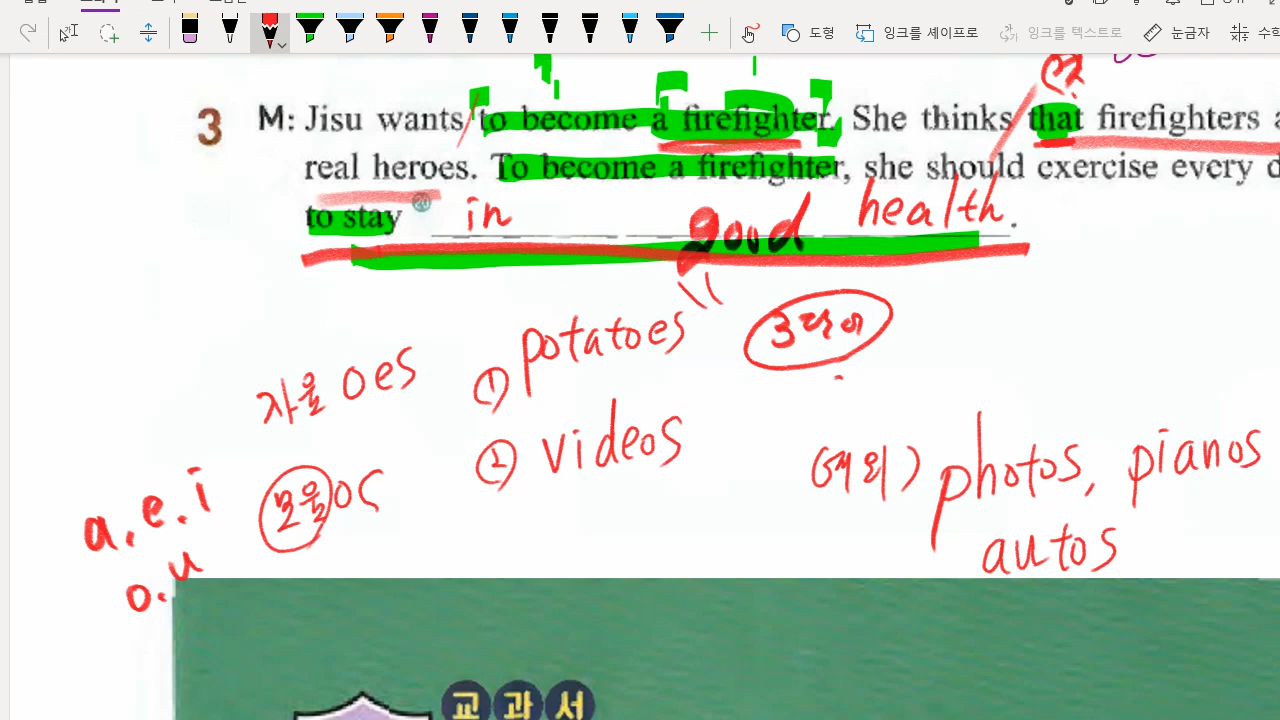 도형 잉크를 셰이프로 잉크를 텍스트로 눈금자 수학
3 M: Jisu wants to become a firefighter. She thinks that firefighters a
real heroes. To become a firefighter, she should exercise every d
to stay 20 in good health.
자음 oes ① potatoes
모음 os ② videos
예외) photos, pianos
autos
a. e. i
o. u
교과서